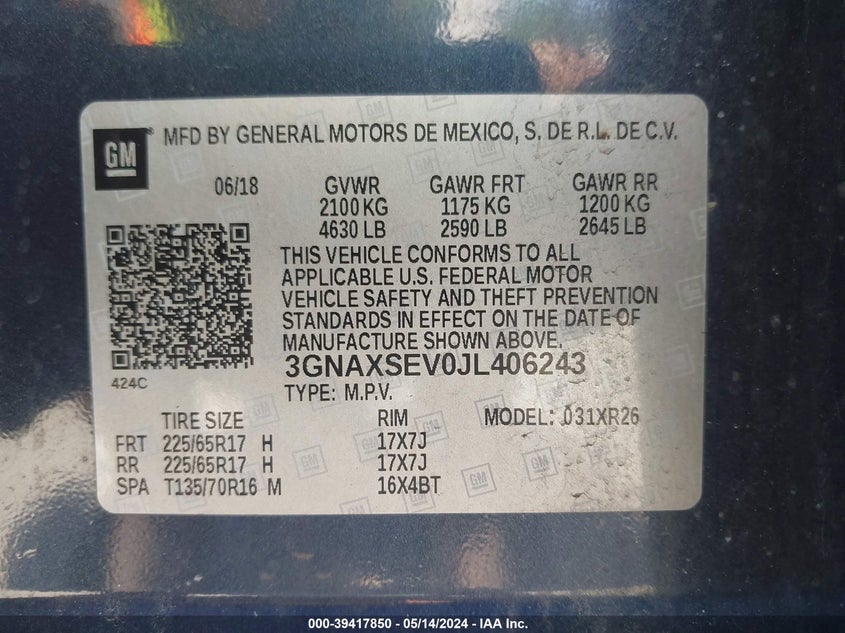 GM
® MFD BY GENERAL MOTORS DE MEXICO, S. DE R.L. DE C.V.
06/18 GVWR GAWR FRT GAWR RR
2100 KG 1175 KG 1200 KG
4630 LB 2590 LB 2645 LB
THIS VEHICLE CONFORMS TO ALL
APPLICABLE U.S. FEDERAL MOTOR
VEHICLE SAFETY AND THEFT PREVENTION
STANDARDS IN EFFECT ON THE DATE OF
MANUFACTURE SHOWN ABOVE.
3GNAXSEV0JL406243
424C
TYPE: M.P.V.
TIRE SIZE RIM MODEL: 031XR26
FRT 225/65R17 H 17X7J
RR 225/65R17 H 17X7J
SPA T135/70R16 M 16X4BT
000-39417850 / 05/14/2024 - IAA Inc.